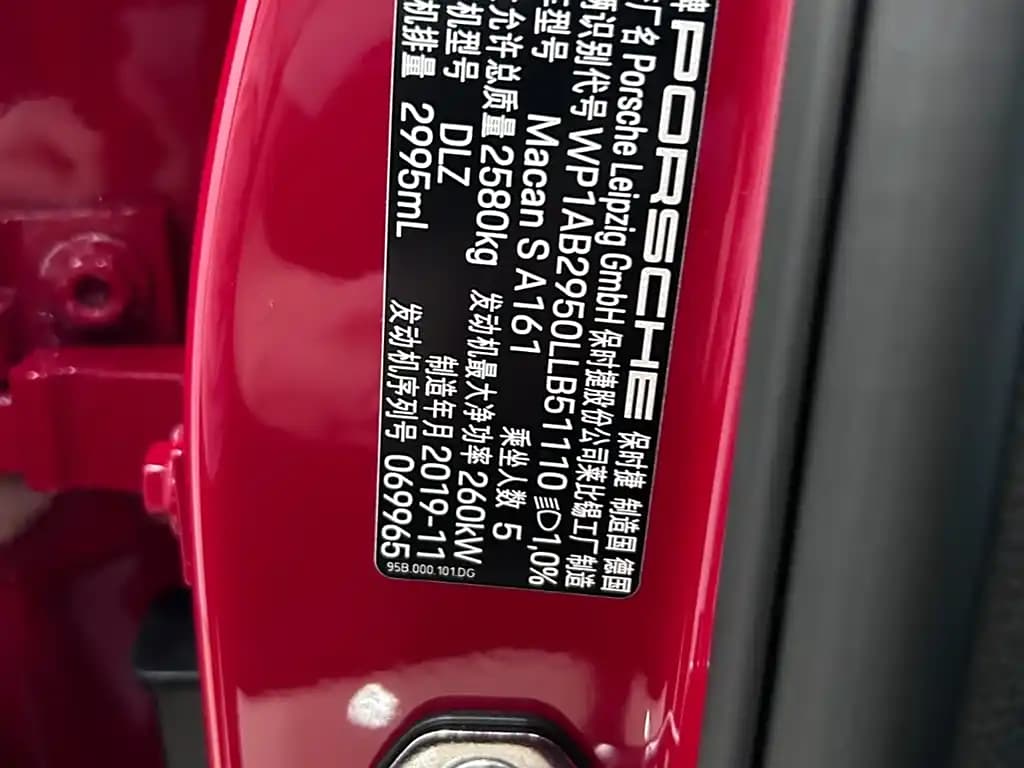 牌 PORSCHE 保时捷 制造国 德国
厂名 Porsche Leipzig GmbH 保时捷股份公司莱比锡工厂制造
辆识别代号 WP1AB2950LLB51110 1,0%
型号 Macan S A161 乘坐人数 5
允许总质量 2580kg 发动机最大净功率 260kW
机型号 DLZ 制造年月 2019-11
机排量 2995mL 发动机序列号 069965
95B.000.101.DG